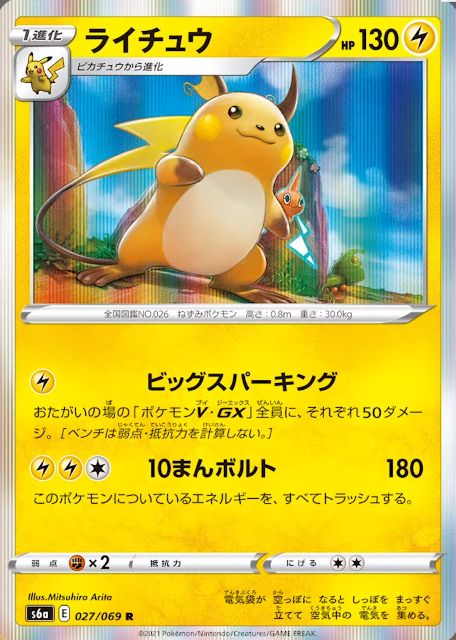 1進化
ライチュウ
HP 130
ピカチュウから進化
全国図鑑NO.026 ねずみポケモン 高さ:0.8m 重さ:30.0kg
ビッグスパーキング
おたがいの場の「ポケモンV・GX」全員に、それぞれ50ダメ
ージ。[ベンチは弱点・抵抗力を計算しない。]
10まんボルト 180
このポケモンについているエネルギーを、すべてトラッシュする。
弱点 ×2 抵抗力 にげる
Illus.Mitsuhiro Arita
s6a E 027/069 R
電気袋が 空っぽに なると しっぽを まっすぐ
立てて 空気中の 電気を 集める。
©2021 Pokémon/Nintendo/Creatures/GAME FREAK.